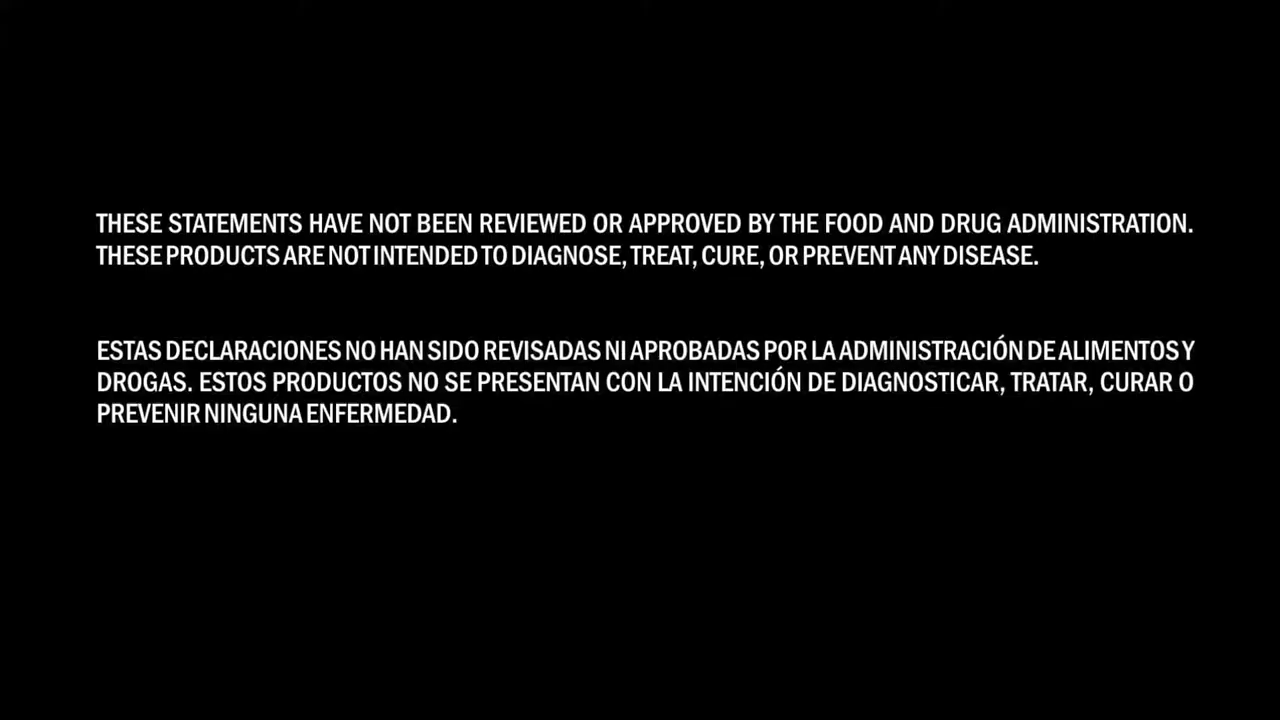 THESE STATEMENTS HAVE NOT BEEN REVIEWED OR APPROVED BY THE FOOD AND DRUG ADMINISTRATION.
THESE PRODUCTS ARE NOT INTENDED TO DIAGNOSE, TREAT, CURE, OR PREVENT ANY DISEASE.
ESTAS DECLARACIONES NO HAN SIDO REVISADAS NI APROBADAS POR LA ADMINISTRACIÓN DE ALIMENTOS Y
DROGAS. ESTOS PRODUCTOS NO SE PRESENTAN CON LA INTENCIÓN DE DIAGNOSTICAR, TRATAR, CURAR O
PREVENIR NINGUNA ENFERMEDAD.